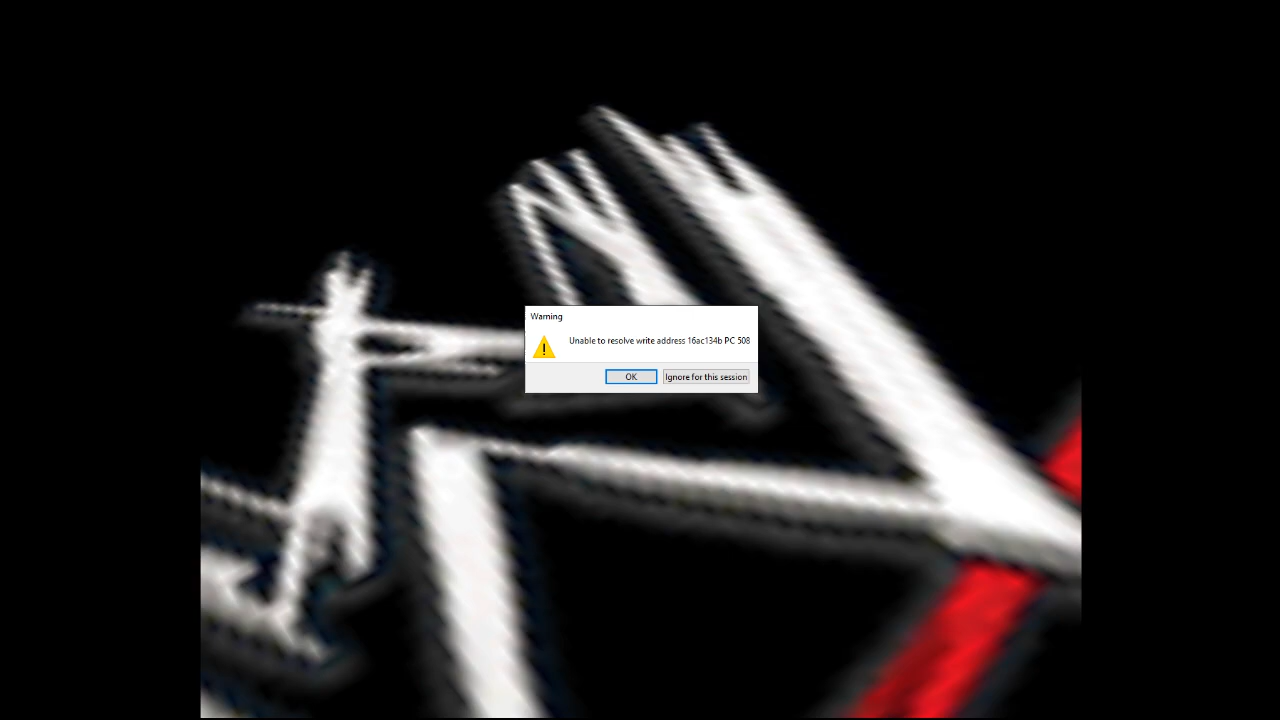 Warning
Unable to resolve write address 16ac134b PC 508
OK
Ignore for this session